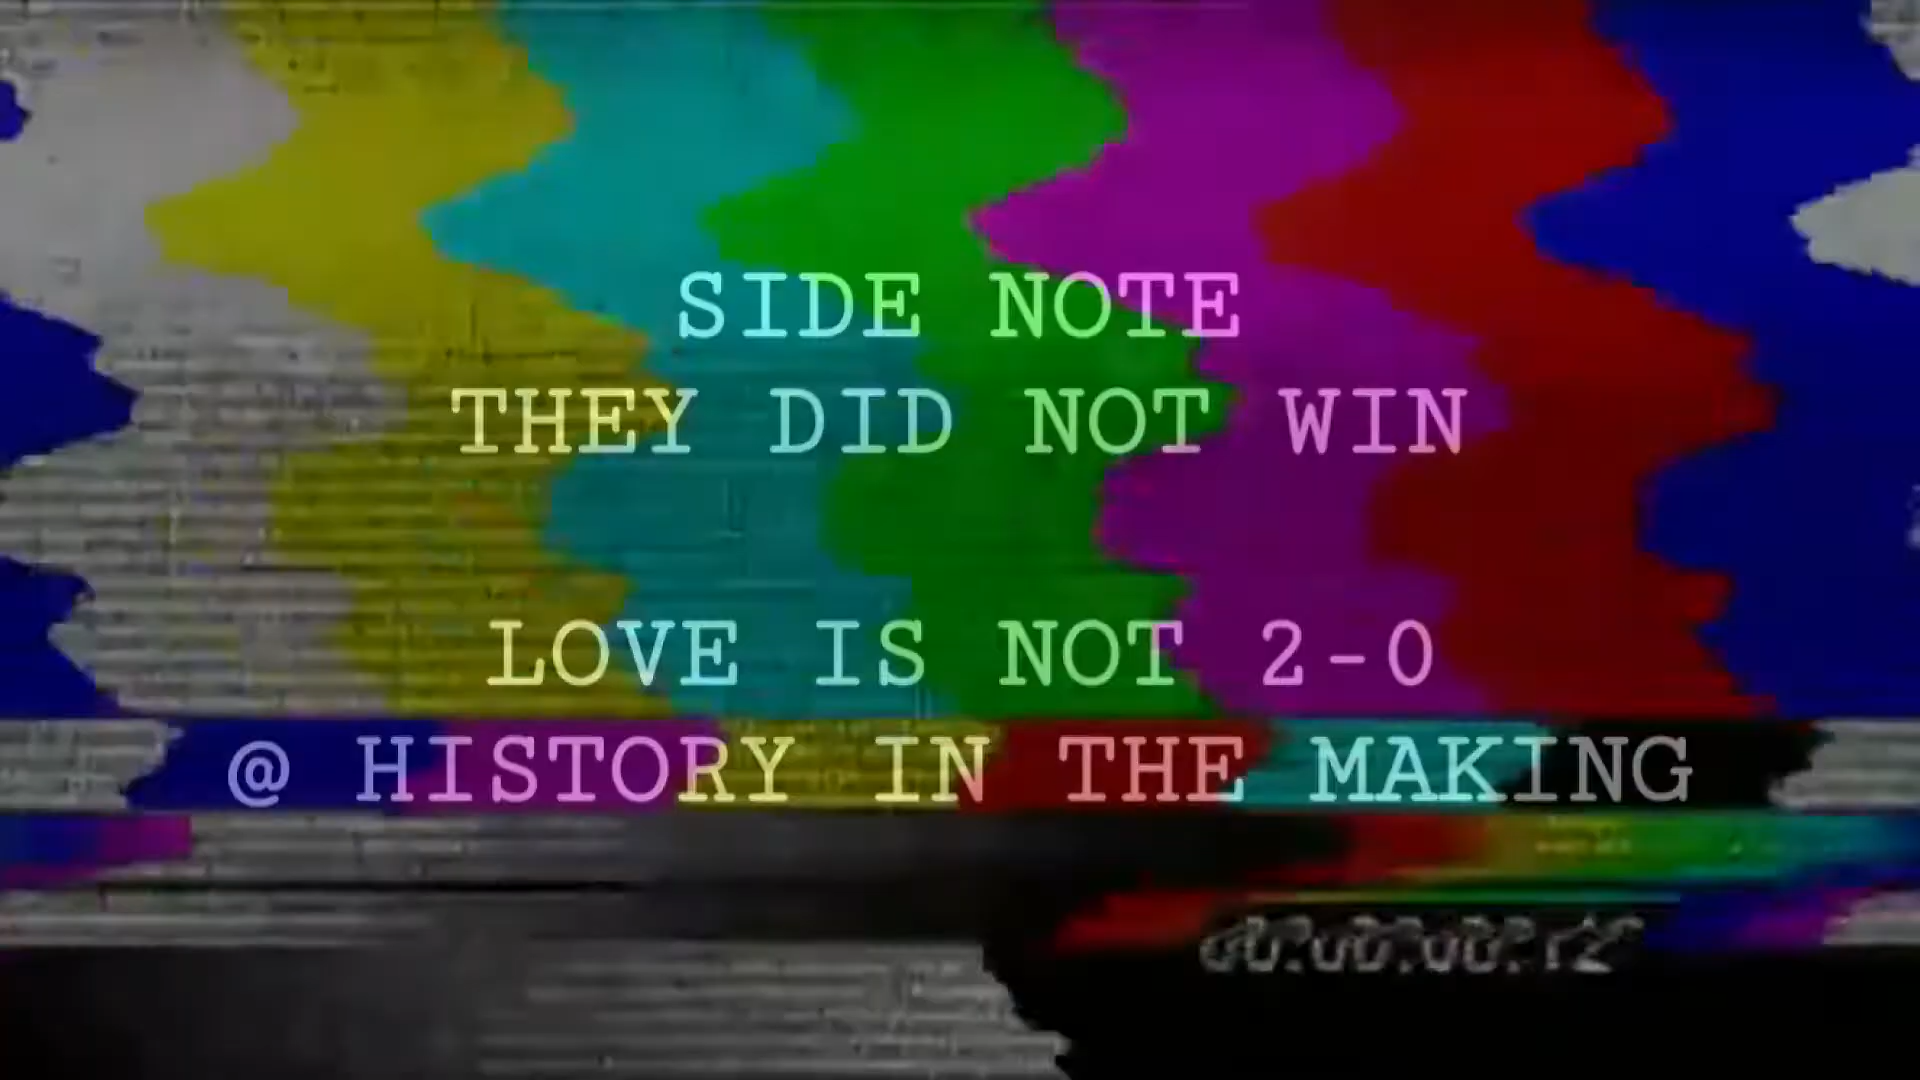 SIDE NOTE
THEY DID NOT WIN
LOVE IS NOT 2-0
@ HISTORY IN THE MAKING